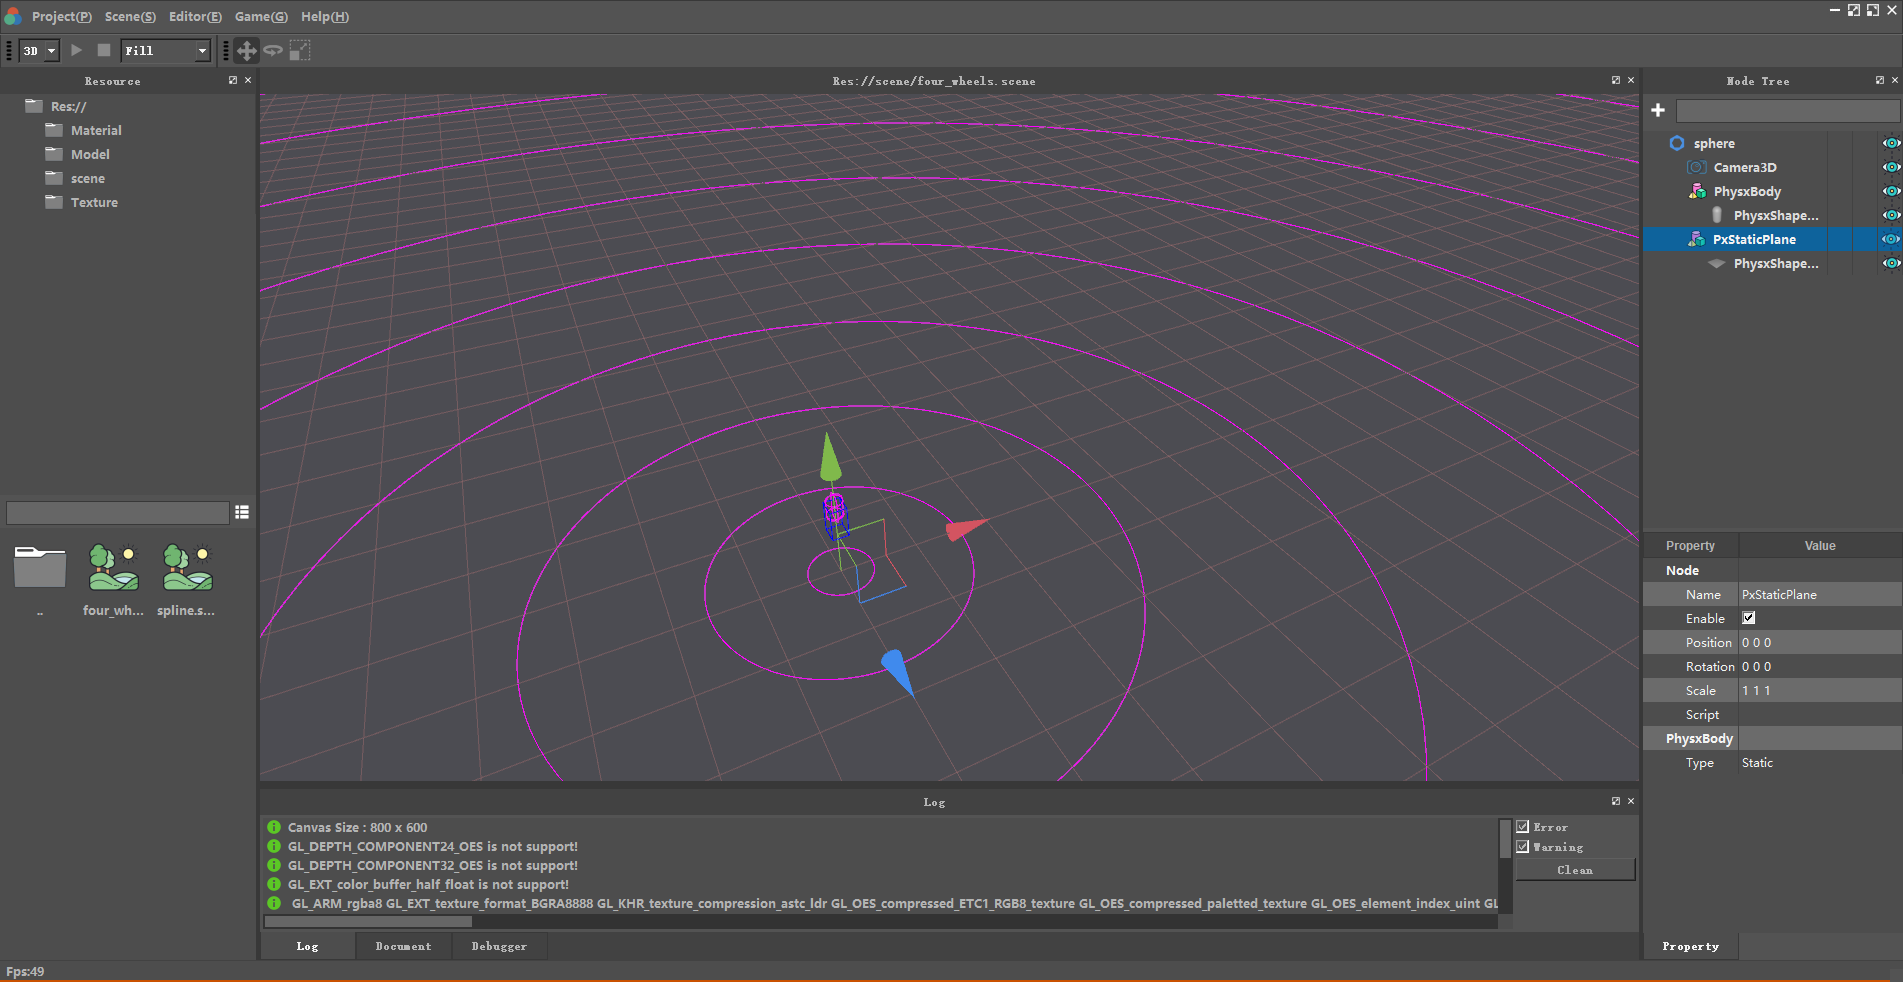 Project(P) Scene(S) Editor(E) Game(G) Help(H)
3D Fill
Resource
Res://
Material
Model
scene
Texture
..
four_wh...
spline.s...
Res://scene/four_wheels.scene
Log
Canvas Size : 800 x 600
GL_DEPTH_COMPONENT24_OES is not support!
GL_DEPTH_COMPONENT32_OES is not support!
GL_EXT_color_buffer_half_float is not support!
GL_ARM_rgba8 GL_EXT_texture_format_BGRA8888 GL_KHR_texture_compression_astc_ldr GL_OES_compressed_ETC1_RGB8_texture GL_OES_compressed_paletted_texture GL_OES_element_index_uint GL
Error
Warning
Clean
Log Document Debugger
Node Tree
sphere
Camera3D
PhysxBody
PhysxShape...
PxStaticPlane
PhysxShape...
Property Value
Node
Name PxStaticPlane
Enable
Position 0 0 0
Rotation 0 0 0
Scale 1 1 1
Script
PhysxBody
Type Static
Property
Fps:49